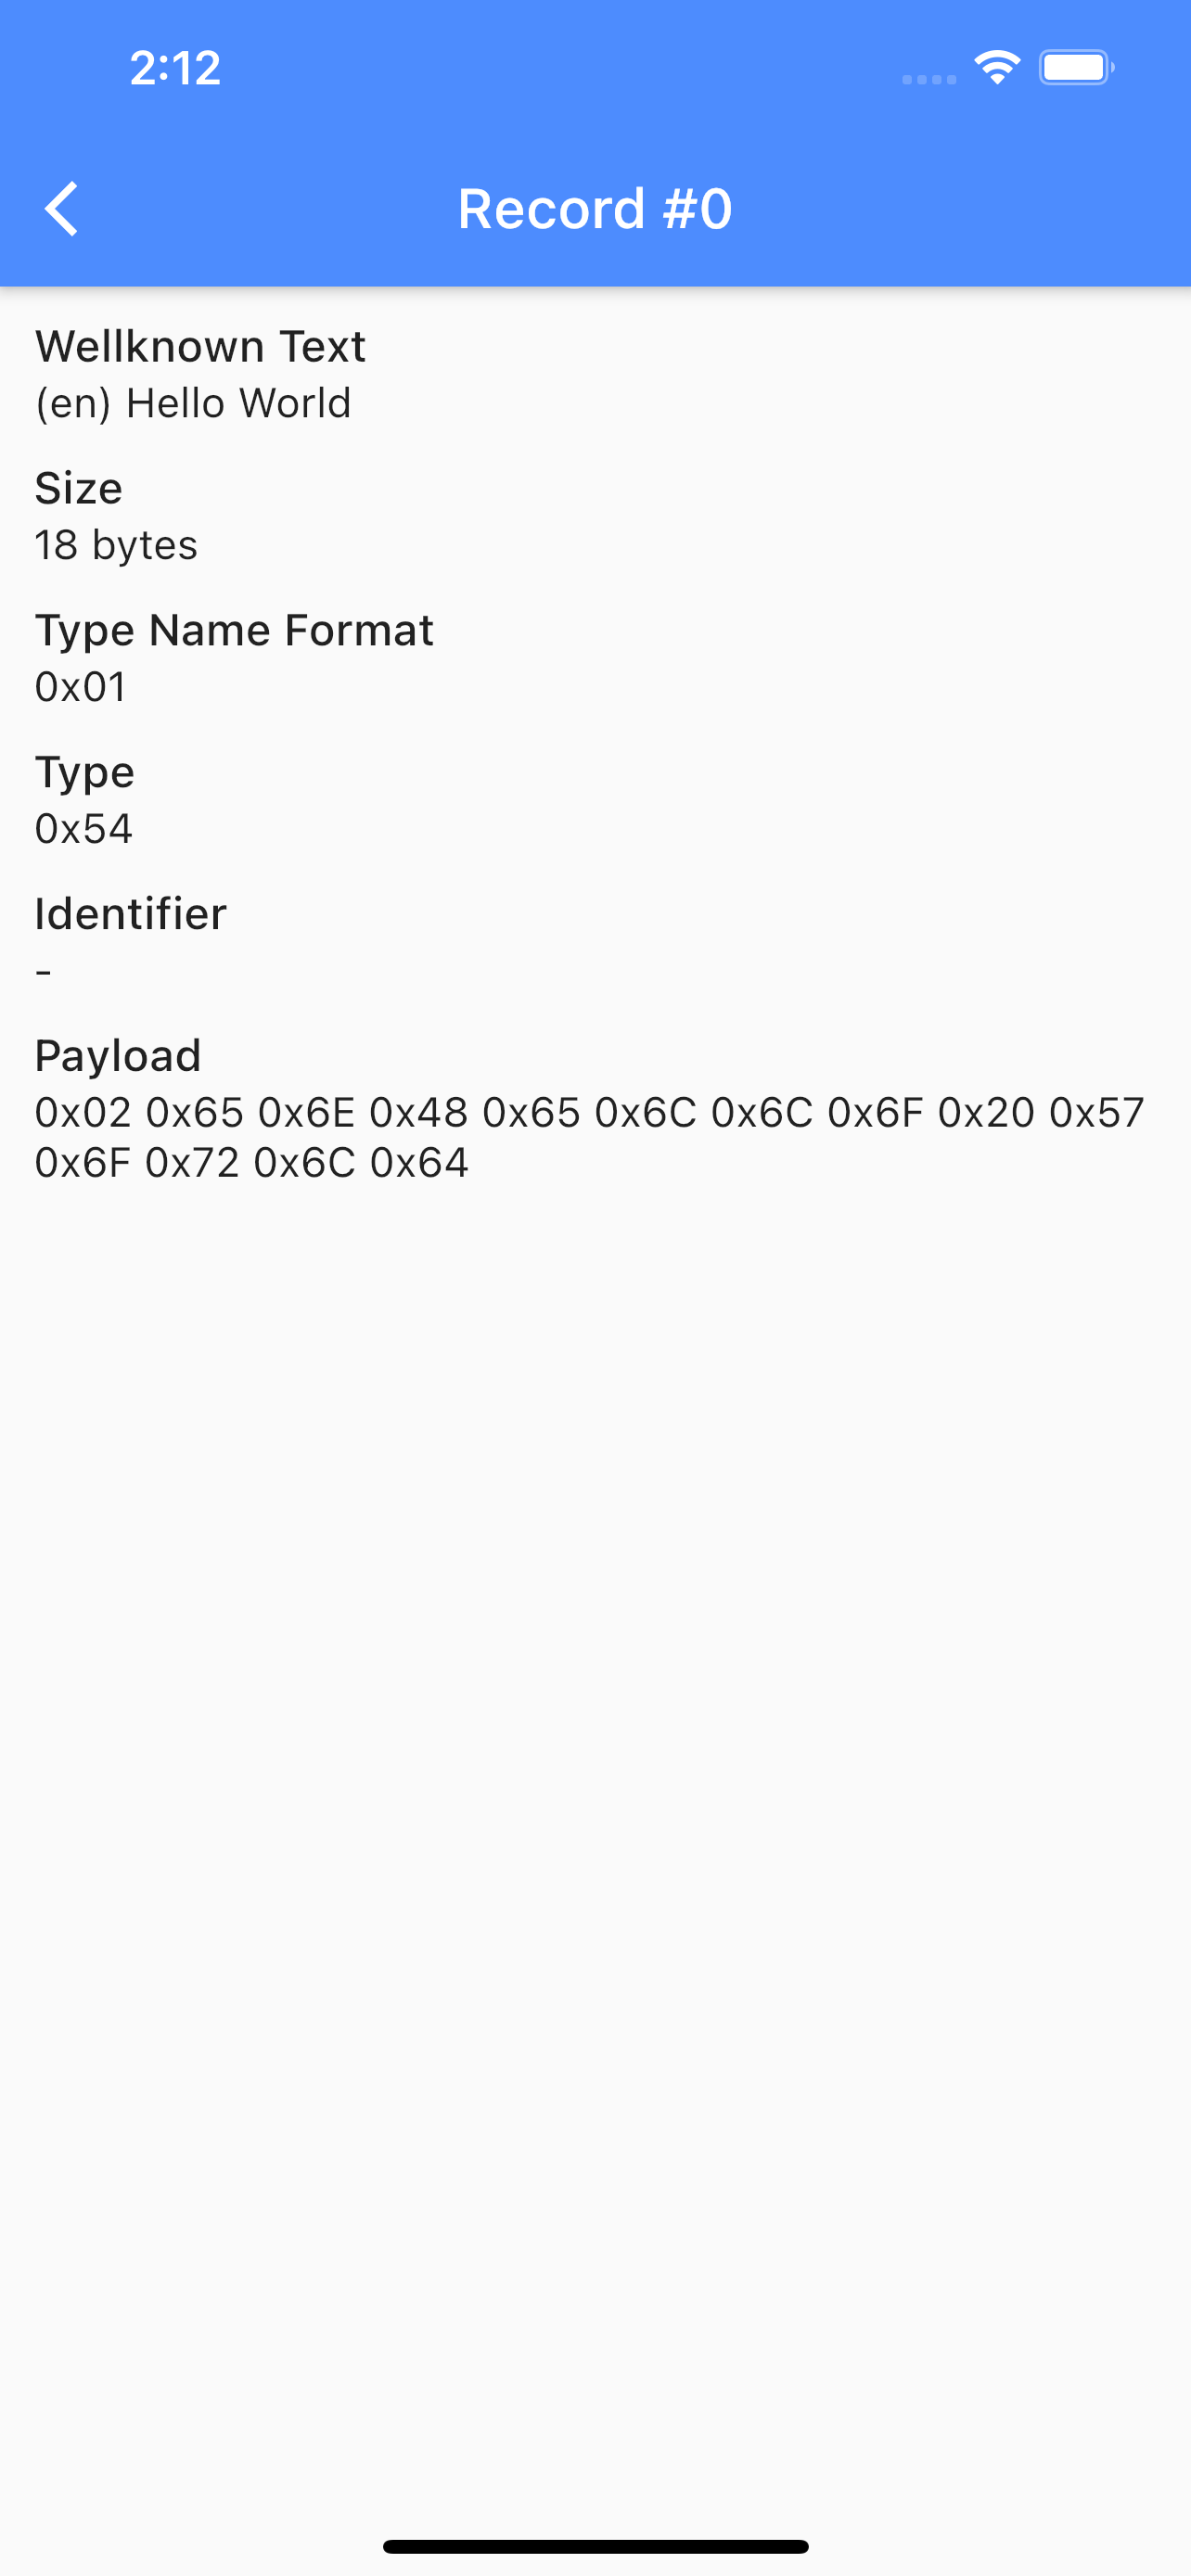 2:12
Record #0
Wellknown Text
(en) Hello World
Size
18 bytes
Type Name Format
0x01
Type
0x54
Identifier
-
Payload
0x02 0x65 0x6E 0x48 0x65 0x6C 0x6C 0x6F 0x20 0x57
0x6F 0x72 0x6C 0x64